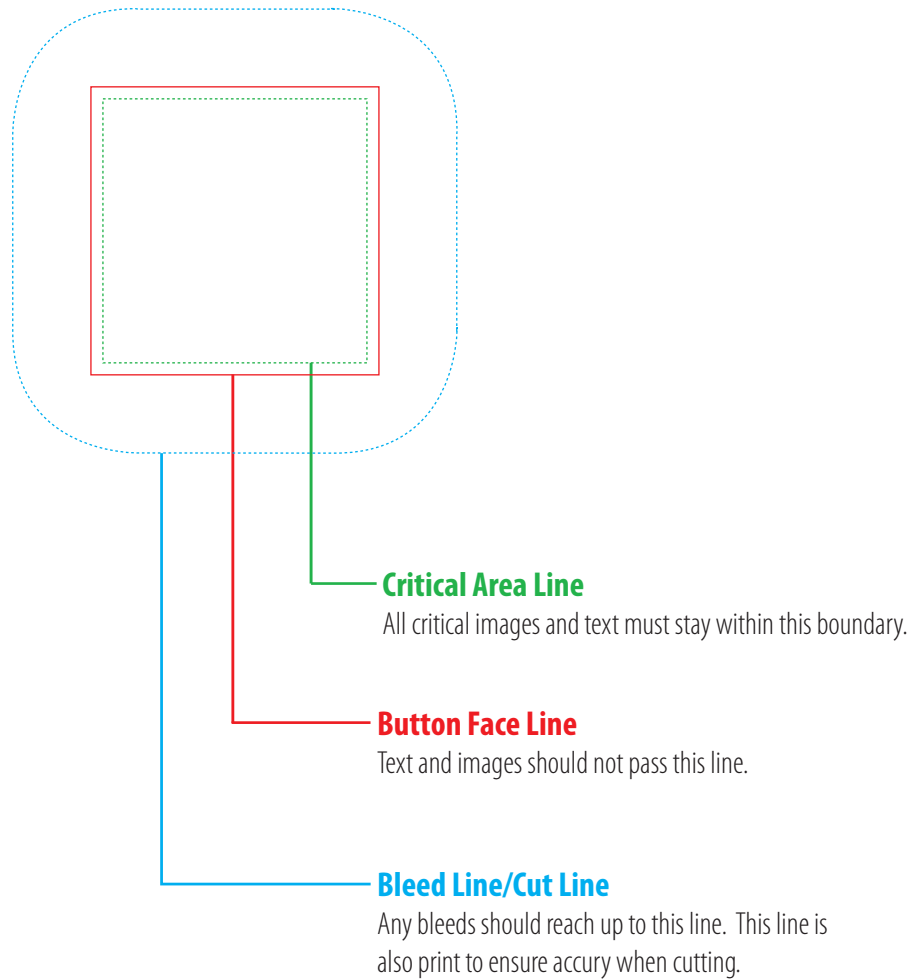 Critical Area Line
All critical images and text must stay within this boundary.
Button Face Line
Text and images should not pass this line.
Bleed Line/Cut Line
Any bleeds should reach up to this line.  This line is
also print to ensure accury when cutting.